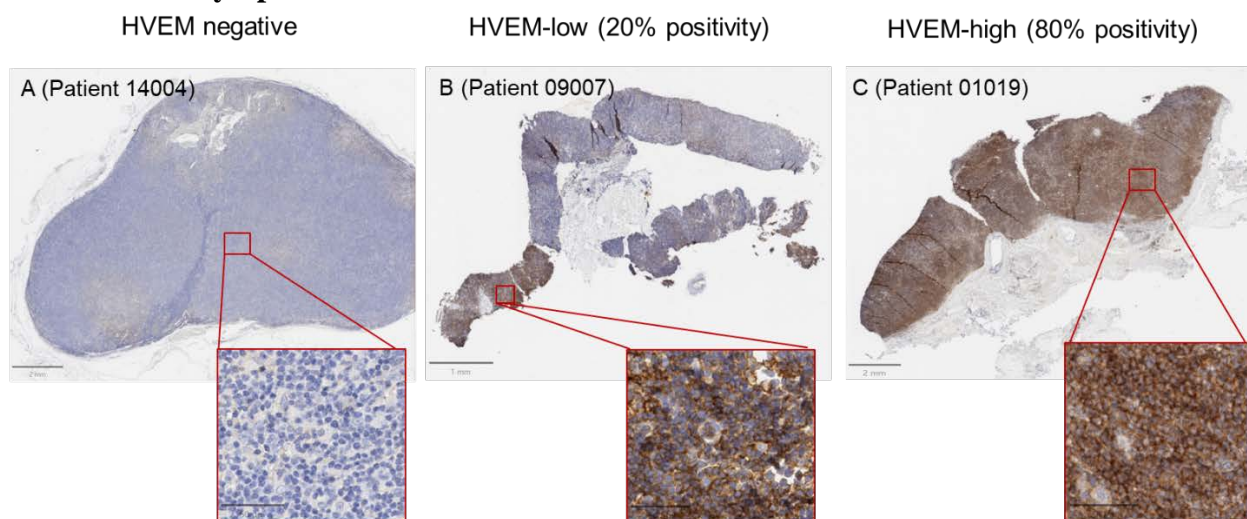 HVEM negative
HVEM-low (20% positivity)
HVEM-high (80% positivity)
A (Patient 14004)
B (Patient 09007)
C (Patient 01019)
2 mm
1 mm
2 mm